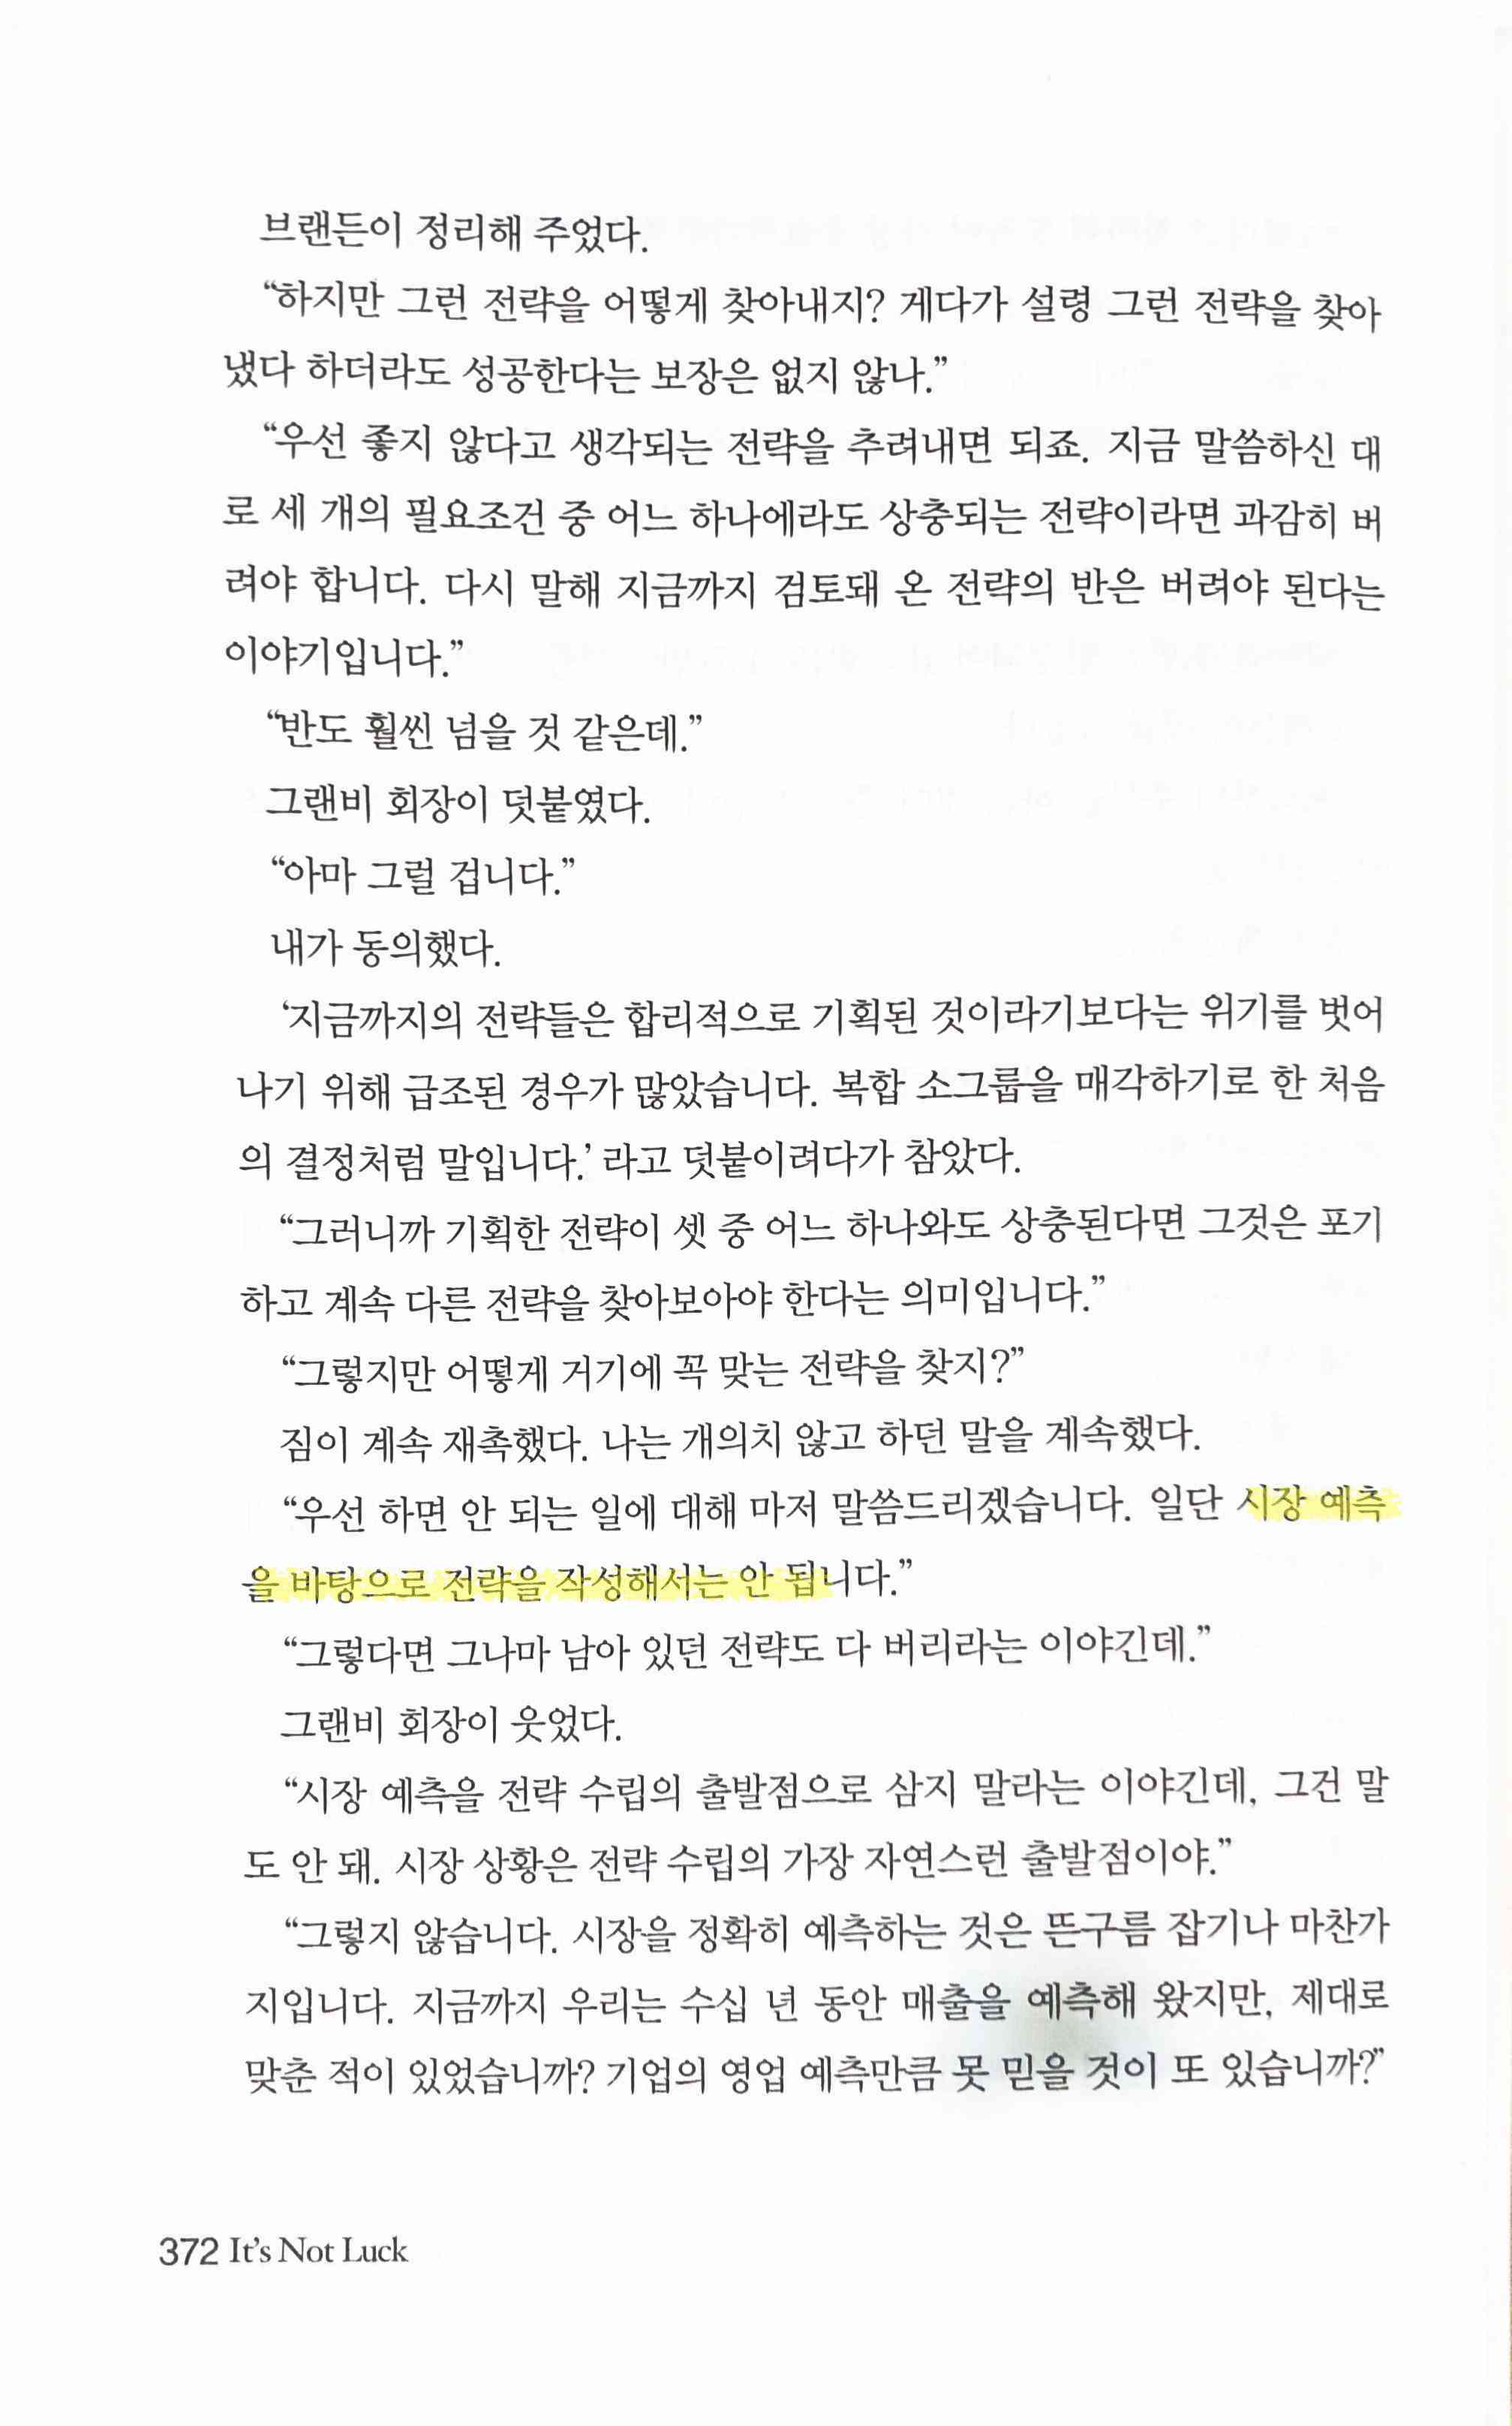 브랜든이 정리해 주었다.
“하지만 그런 전략을 어떻게 찾아내지? 게다가 설령 그런 전략을 찾아
냈다 하더라도 성공한다는 보장은 없지 않나.”
“우선 좋지 않다고 생각되는 전략을 추려내면 되죠. 지금 말씀하신 대
로 세 개의 필요조건 중 어느 하나에라도 상충되는 전략이라면 과감히 버
려야 합니다. 다시 말해 지금까지 검토돼 온 전략의 반은 버려야 된다는
이야기입니다.”
“반도 훨씬 넘을 것 같은데.”
그랜비 회장이 덧붙였다.
“아마 그럴 겁니다.”
내가 동의했다.
‘지금까지의 전략들은 합리적으로 기획된 것이라기보다는 위기를 벗어
나기 위해 급조된 경우가 많았습니다. 복합 소그룹을 매각하기로 한 처음
의 결정처럼 말입니다.’ 라고 덧붙이려다가 참았다.
“그러니까 기획한 전략이 셋 중 어느 하나와도 상충된다면 그것은 포기
하고 계속 다른 전략을 찾아보아야 한다는 의미입니다.”
“그렇지만 어떻게 거기에 꼭 맞는 전략을 찾지?”
짐이 계속 재촉했다. 나는 개의치 않고 하던 말을 계속했다.
“우선 하면 안 되는 일에 대해 마저 말씀드리겠습니다. 일단 시장 예측
을 바탕으로 전략을 작성해서는 안 됩니다.”
“그렇다면 그나마 남아 있던 전략도 다 버리라는 이야긴데.”
그랜비 회장이 웃었다.
“시장 예측을 전략 수립의 출발점으로 삼지 말라는 이야긴데, 그건 말
도 안 돼. 시장 상황은 전략 수립의 가장 자연스런 출발점이야.”
“그렇지 않습니다. 시장을 정확히 예측하는 것은 뜬구름 잡기나 마찬가
지입니다. 지금까지 우리는 수십 년 동안 매출을 예측해 왔지만, 제대로
맞춘 적이 있었습니까? 기업의 영업 예측만큼 못 믿을 것이 또 있습니까?”
372 It’s Not Luck